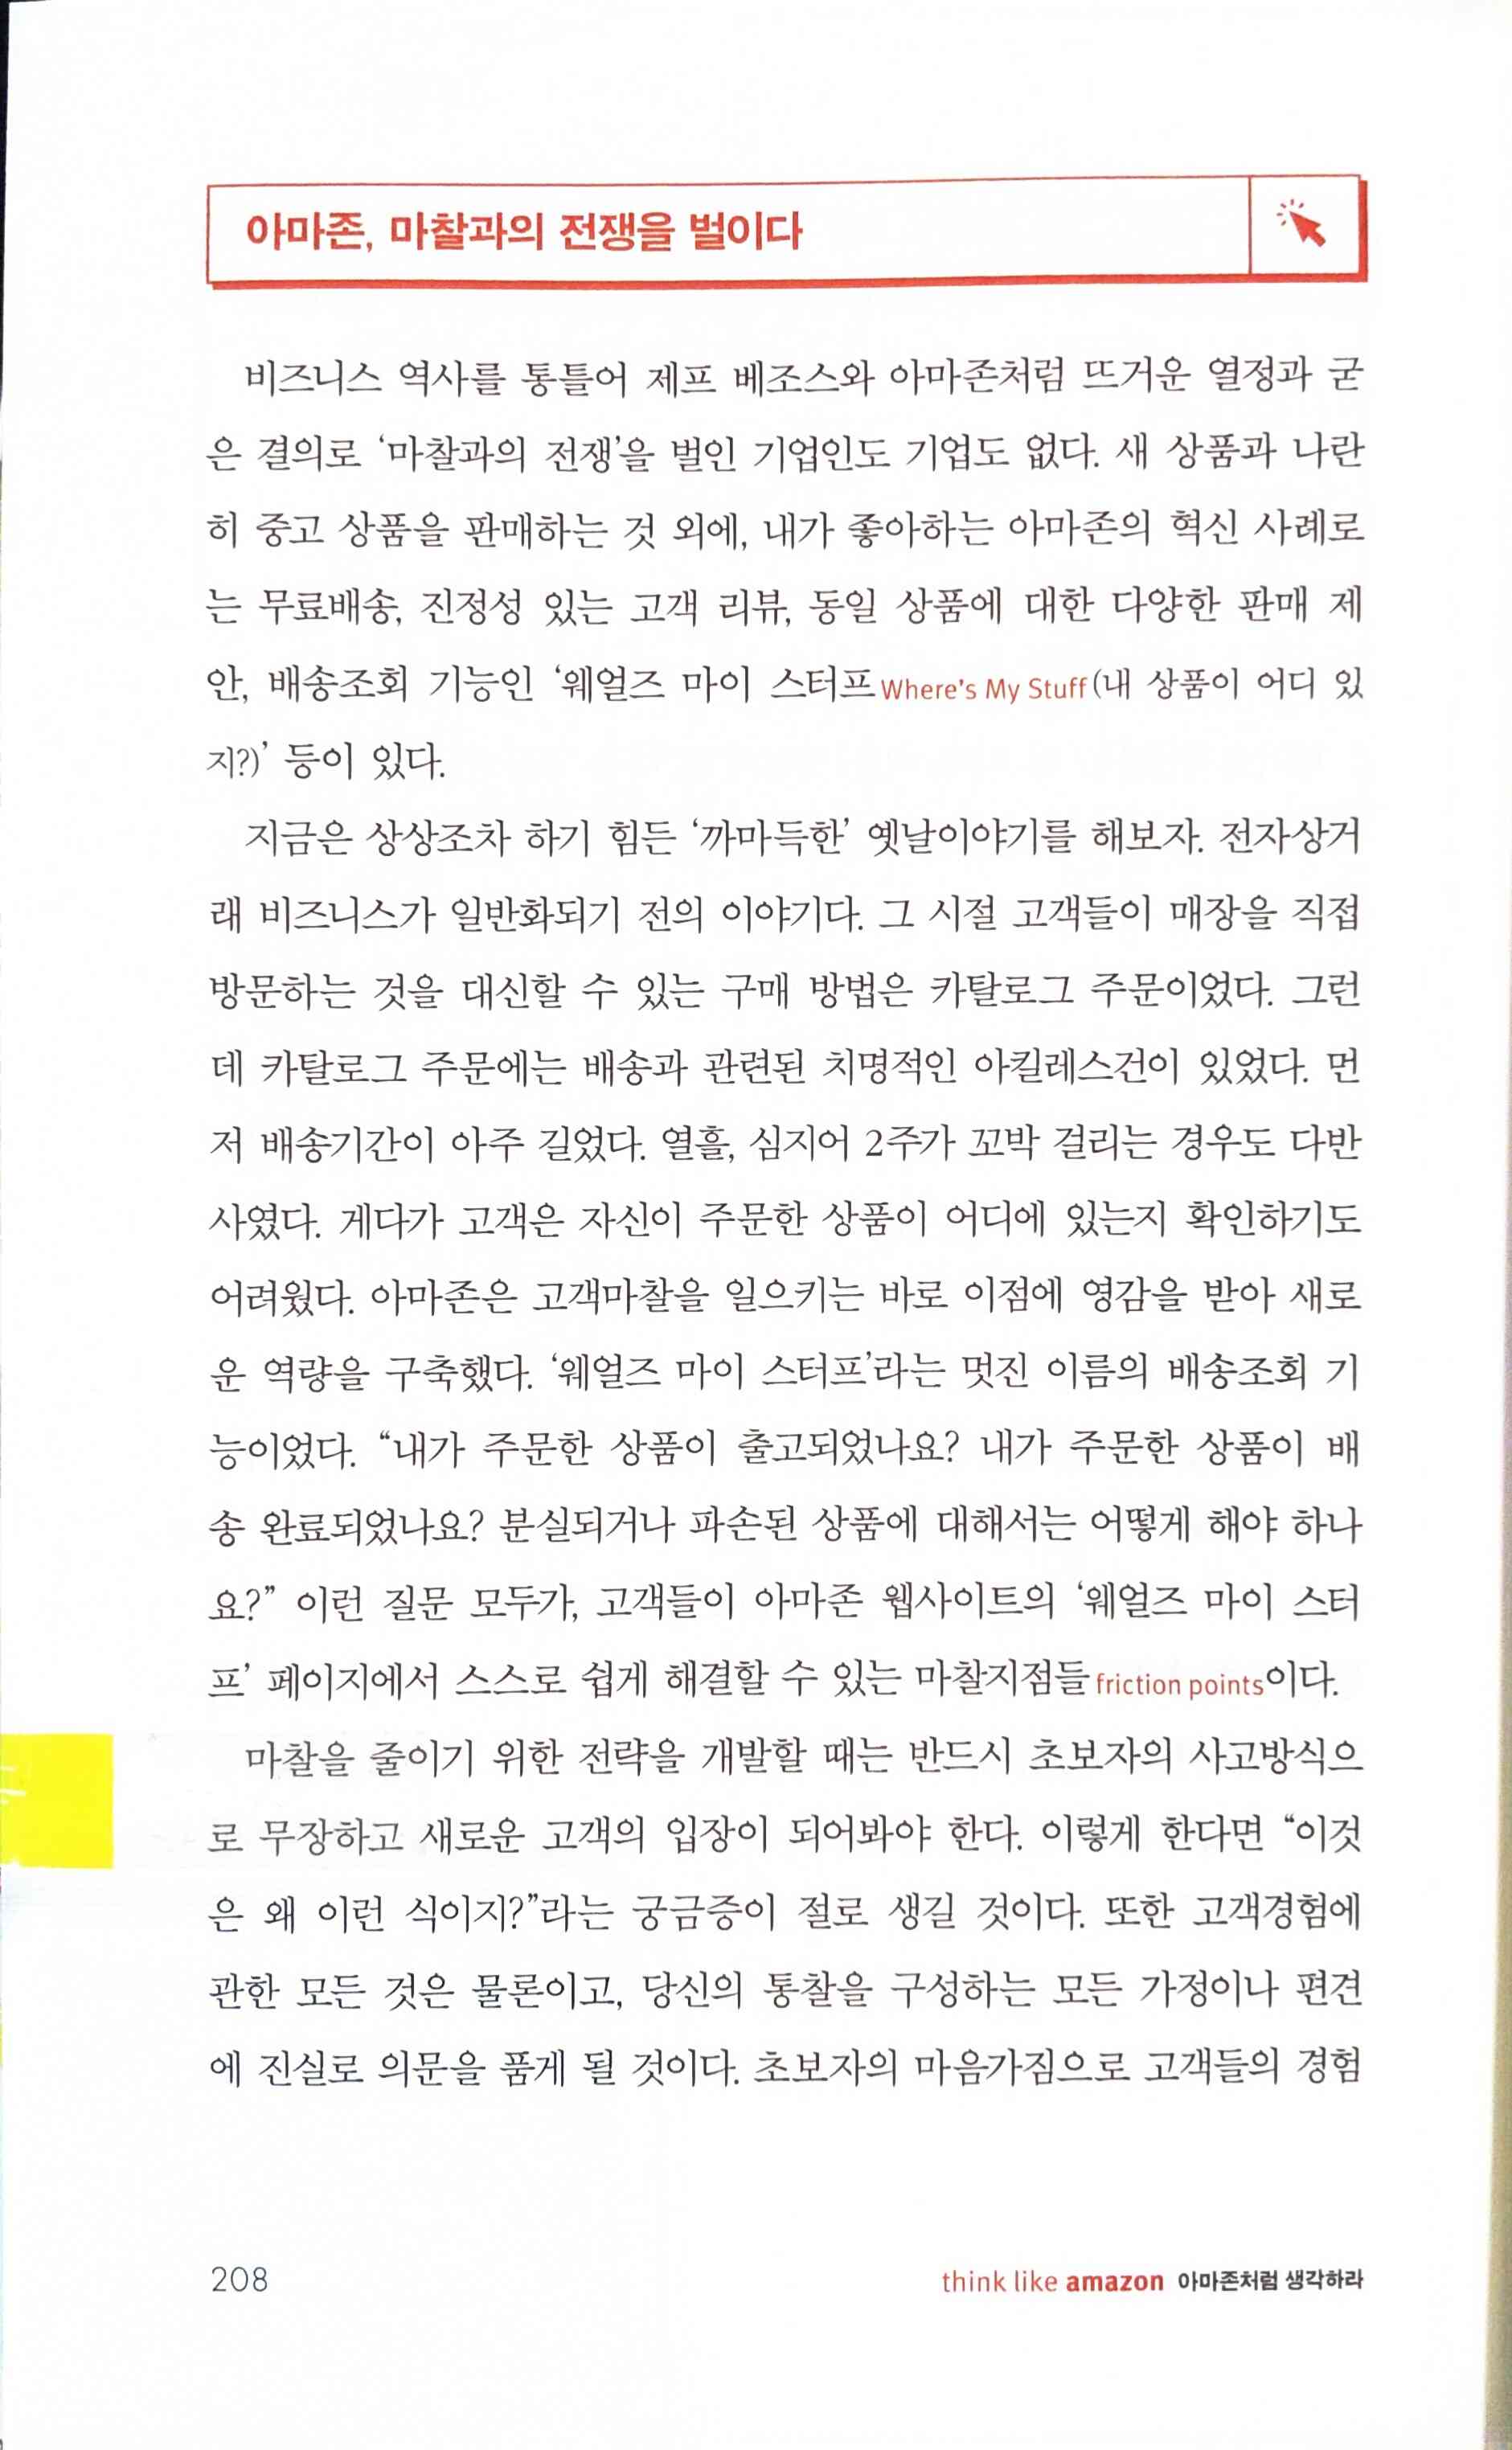 아마존, 마찰과의 전쟁을 벌이다
비즈니스 역사를 통틀어 제프 베조스와 아마존처럼 뜨거운 열정과 굳
은 결의로 ‘마찰과의 전쟁’을 벌인 기업인도 기업도 없다. 새 상품과 나란
히 중고 상품을 판매하는 것 외에, 내가 좋아하는 아마존의 혁신 사례로
는 무료배송, 진정성 있는 고객 리뷰, 동일 상품에 대한 다양한 판매 제
안, 배송조회 기능인 ‘웨얼즈 마이 스터프Where's My Stuff(내 상품이 어디 있
지?)’ 등이 있다.
지금은 상상조차 하기 힘든 ‘까마득한’ 옛날이야기를 해보자. 전자상거
래 비즈니스가 일반화되기 전의 이야기다. 그 시절 고객들이 매장을 직접
방문하는 것을 대신할 수 있는 구매 방법은 카탈로그 주문이었다. 그런
데 카탈로그 주문에는 배송과 관련된 치명적인 아킬레스건이 있었다. 먼
저 배송기간이 아주 길었다. 열흘, 심지어 2주가 꼬박 걸리는 경우도 다반
사였다. 게다가 고객은 자신이 주문한 상품이 어디에 있는지 확인하기도
어려웠다. 아마존은 고객마찰을 일으키는 바로 이점에 영감을 받아 새로
운 역량을 구축했다. ‘웨얼즈 마이 스터프’라는 멋진 이름의 배송조회 기
능이었다. “내가 주문한 상품이 출고되었나요? 내가 주문한 상품이 배
송 완료되었나요? 분실되거나 파손된 상품에 대해서는 어떻게 해야 하나
요?” 이런 질문 모두가, 고객들이 아마존 웹사이트의 ‘웨얼즈 마이 스터
프’ 페이지에서 스스로 쉽게 해결할 수 있는 마찰지점들friction points이다.
마찰을 줄이기 위한 전략을 개발할 때는 반드시 초보자의 사고방식으
로 무장하고 새로운 고객의 입장이 되어봐야 한다. 이렇게 한다면 “이것
은 왜 이런 식이지?”라는 궁금증이 절로 생길 것이다. 또한 고객경험에
관한 모든 것은 물론이고, 당신의 통찰을 구성하는 모든 가정이나 편견
에 진실로 의문을 품게 될 것이다. 초보자의 마음가짐으로 고객들의 경험
208
think like amazon 아마존처럼 생각하라